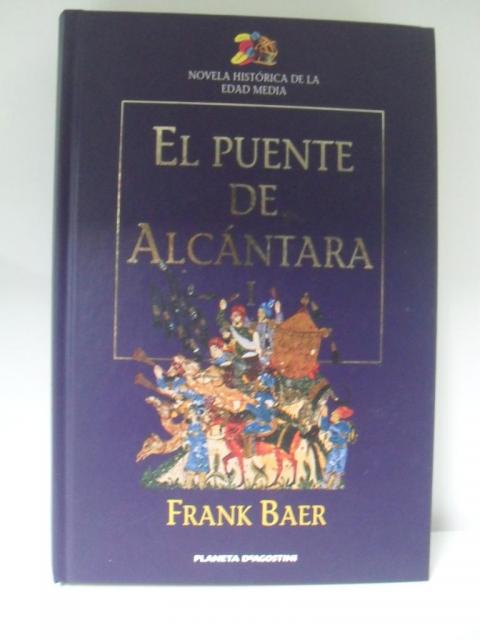 NOVELA HISTÓRICA DE LA
EDAD MEDIA
EL PUENTE
DE
ALCÁNTARA
I
FRANK BAER
PLANETA DEAGOSTINI